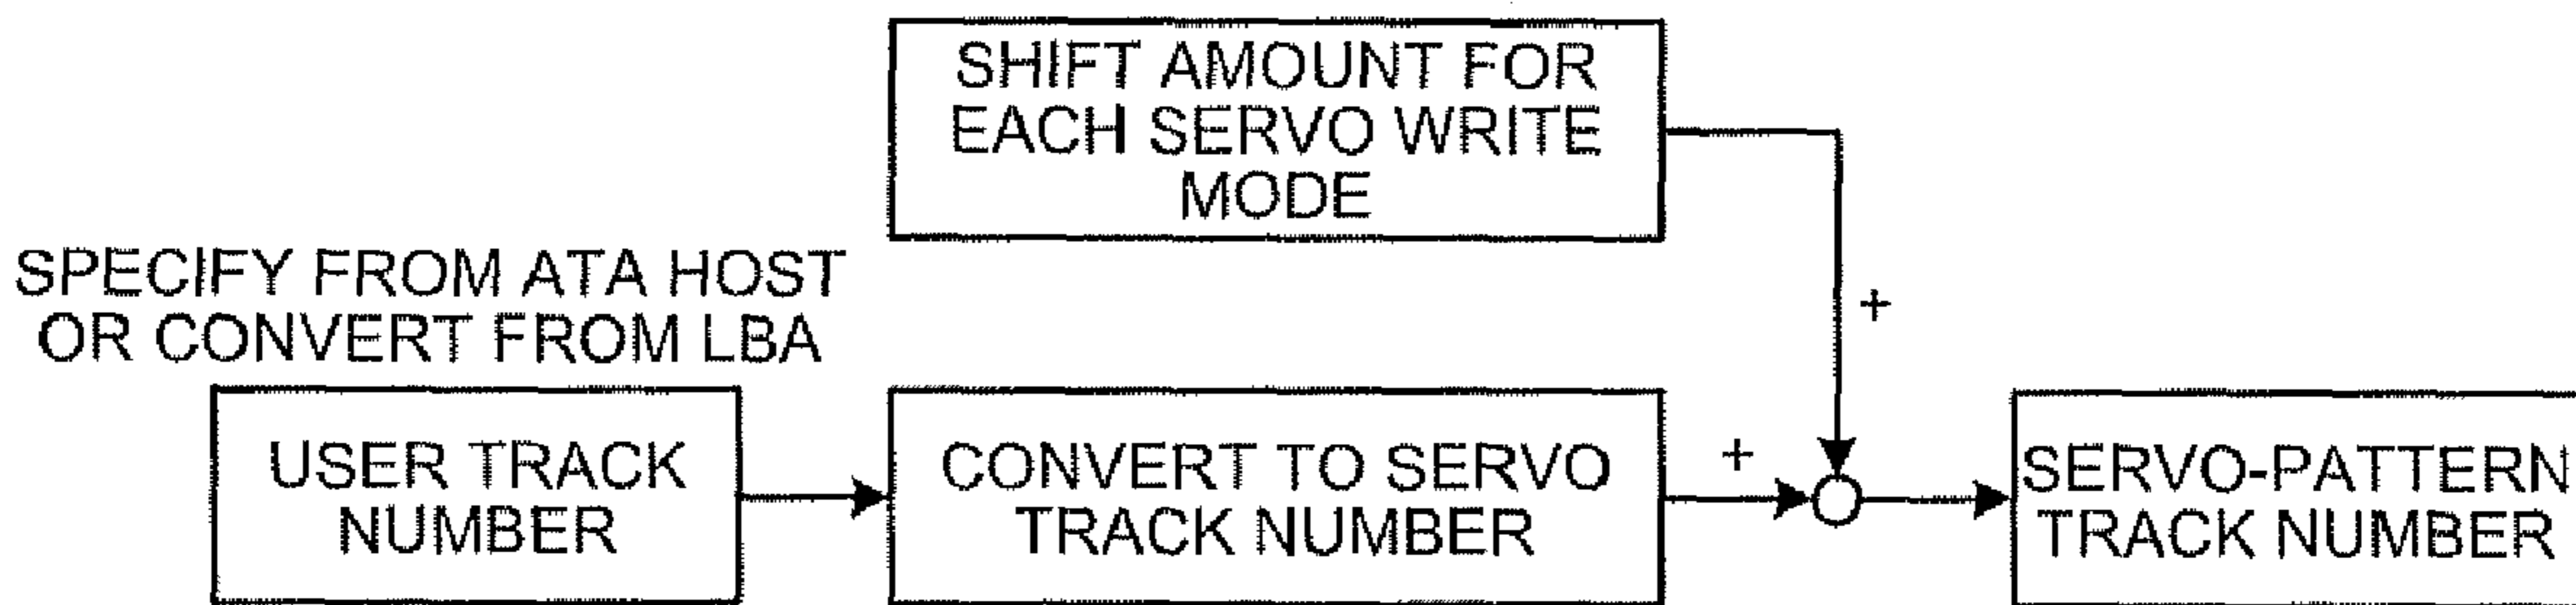 SHIFT AMOUNT FOR
EACH SERVO WRITE
MODE
SPECIFY FROM ATA HOST
OR CONVERT FROM LBA
USER TRACK
NUMBER
CONVERT TO SERVO
TRACK NUMBER
+
+
SERVO-PATTERN
TRACK NUMBER